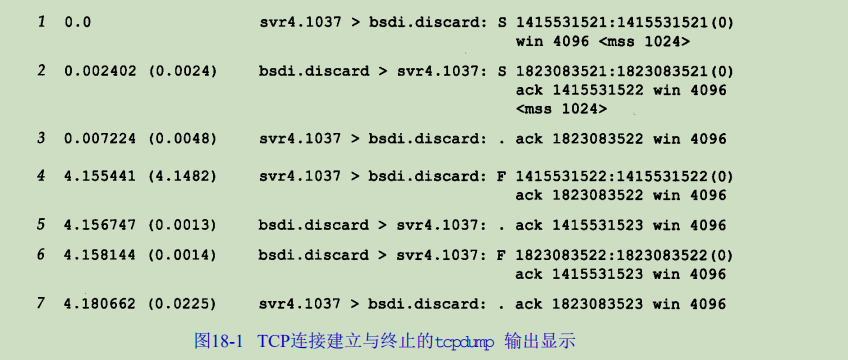 1 0.0 svr4.1037 > bsdi.discard: S 1415531521:1415531521(0)
win 4096 <mss 1024>
2 0.002402 (0.0024) bsdi.discard > svr4.1037: S 1823083521:1823083521(0)
ack 1415531522 win 4096
<mss 1024>
3 0.007224 (0.0048) svr4.1037 > bsdi.discard: . ack 1823083522 win 4096
4 4.155441 (4.1482) svr4.1037 > bsdi.discard: F 1415531522:1415531522(0)
ack 1823083522 win 4096
5 4.156747 (0.0013) bsdi.discard > svr4.1037: . ack 1415531523 win 4096
6 4.158144 (0.0014) bsdi.discard > svr4.1037: F 1823083522:1823083522(0)
ack 1415531523 win 4096
7 4.180662 (0.0225) svr4.1037 > bsdi.discard: . ack 1823083523 win 4096
图18-1 TCP连接建立与终止的tcpdump 输出显示